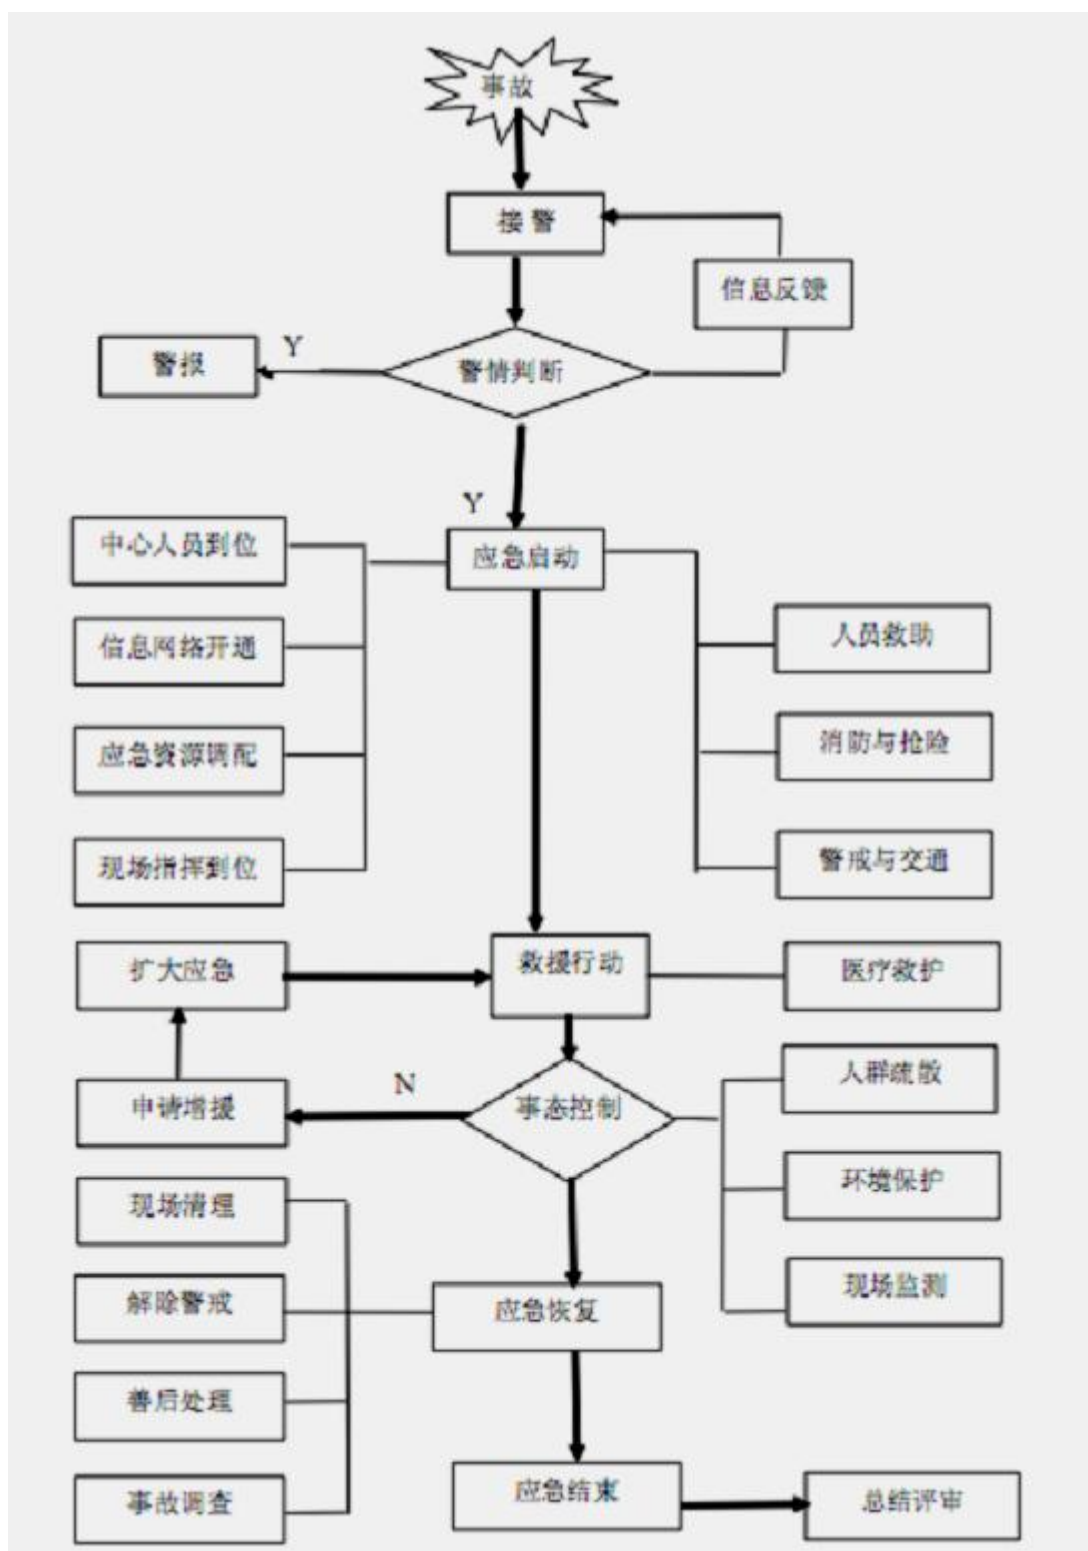 事故
接警
信息反馈
警报
Y
警情判断
Y
应急启动
中心人员到位
信息网络开通
应急资源调配
现场指挥到位
人员救助
消防与抢险
警戒与交通
扩大应急
救援行动
医疗救护
申请增援
N
事态控制
人群疏散
环境保护
现场监测
现场清理
解除警戒
善后处理
事故调查
应急恢复
应急结束
总结评审